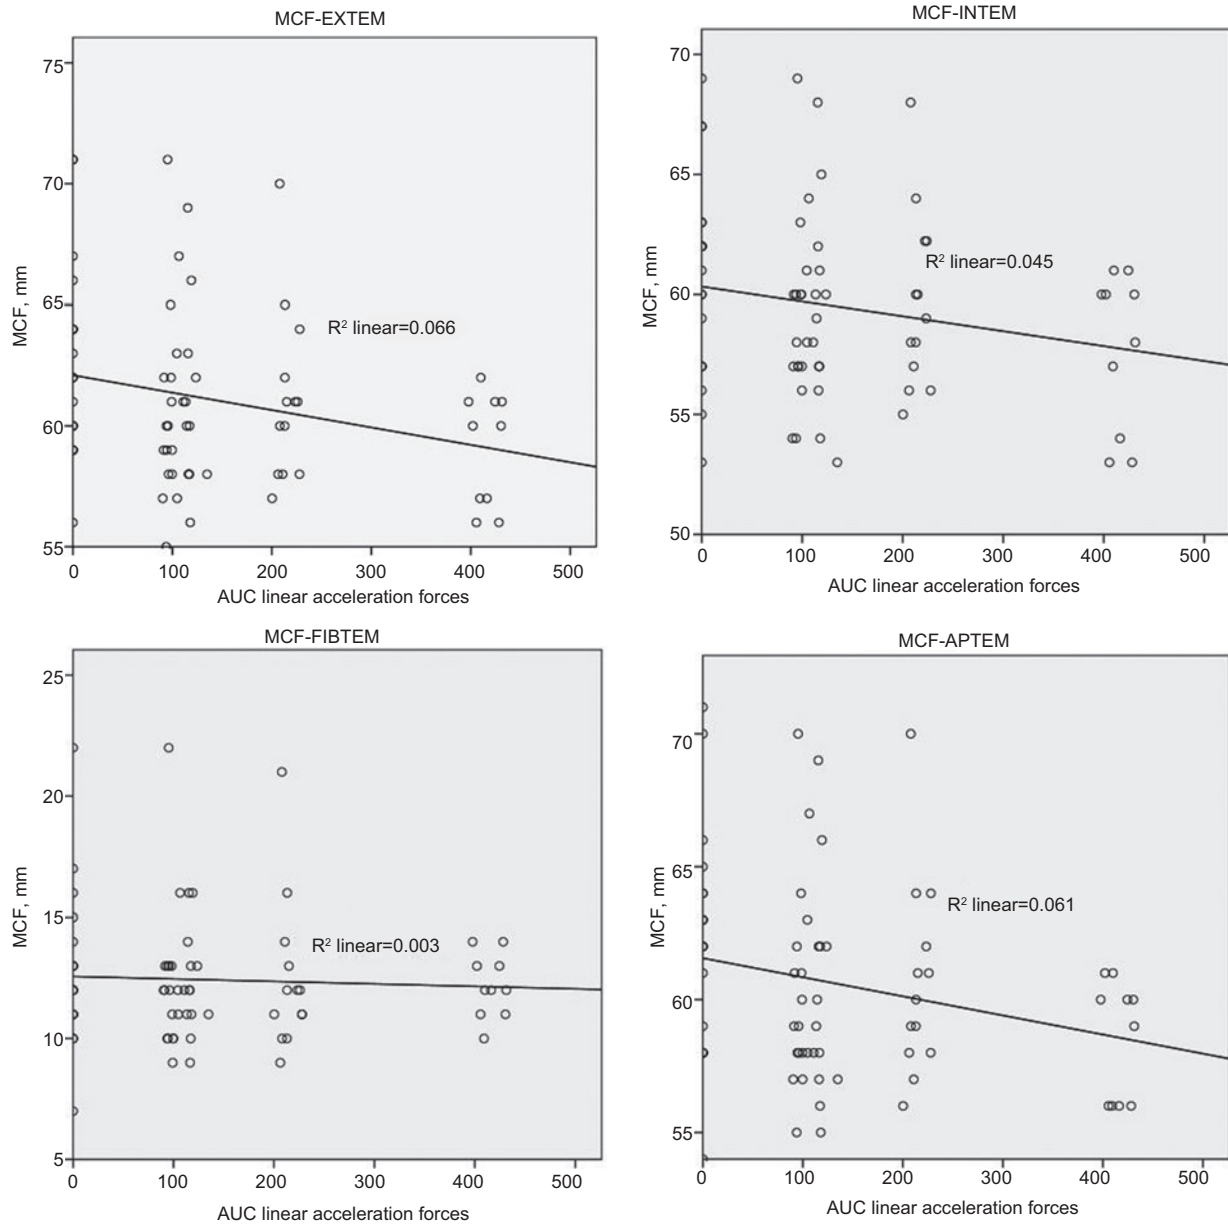 MCF-EXTEM
75
70
65
60
55
MCF, mm
R² linear=0.066
0 100 200 300 400 500
AUC linear acceleration forces
MCF-INTEM
70
65
60
55
50
MCF, mm
R² linear=0.045
0 100 200 300 400 500
AUC linear acceleration forces
MCF-FIBTEM
25
20
15
10
5
MCF, mm
R² linear=0.003
0 100 200 300 400 500
AUC linear acceleration forces
MCF-APTEM
70
65
60
55
MCF, mm
R² linear=0.061
0 100 200 300 400 500
AUC linear acceleration forces